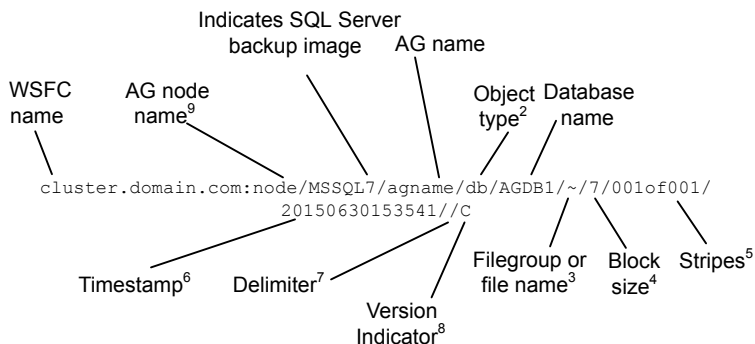 Indicates SQL Server
backup image
AG name
WSFC
name
AG node
name9
Object
type2
Database
name
cluster.domain.com:node/MSSQL7/agname/db/AGDB1/~/7/001of001/
20150630153541//C
Timestamp6
Delimiter7
Version
Indicator8
Filegroup or
file name3
Block
size4
Stripes5